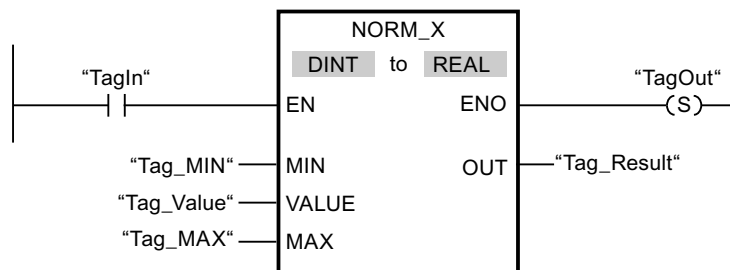 NORM_X
DINT to REAL
“TagIn“
“TagOut“
EN ENO
(S)
“Tag_MIN“ MIN OUT “Tag_Result“
“Tag_Value“ VALUE
“Tag_MAX“ MAX